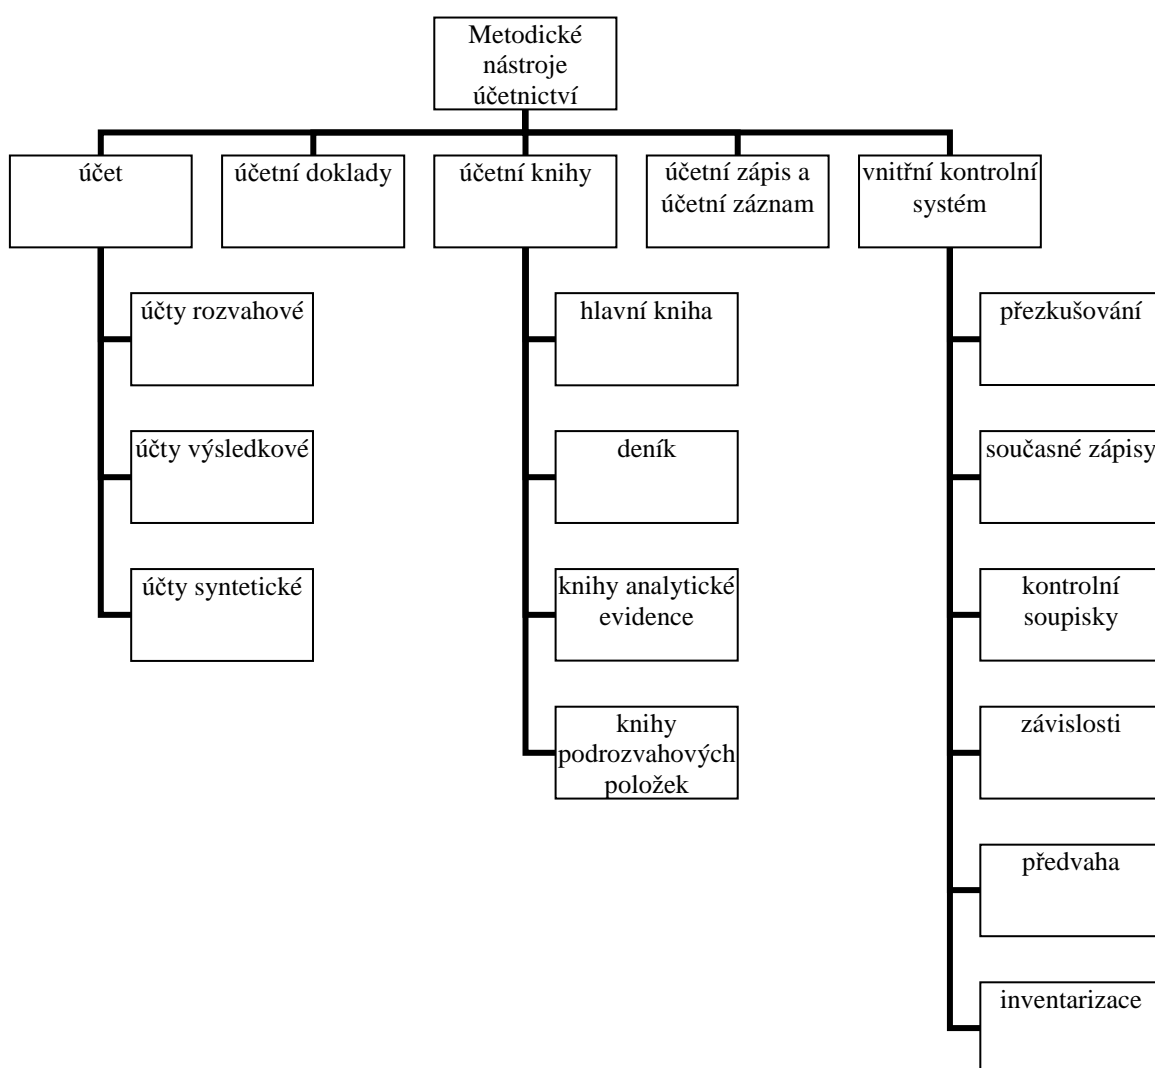 Metodické
nástroje
účetnictví
účet
účetní doklady
účetní knihy
účetní zápis a
účetní záznam
vnitřní kontrolní
systém
účty rozvahové
účty výsledkové
účty syntetické
hlavní kniha
deník
knihy analytické
evidence
knihy
podrozvahových
položek
přezkušování
současné zápisy
kontrolní
soupisky
závislosti
předvaha
inventarizace